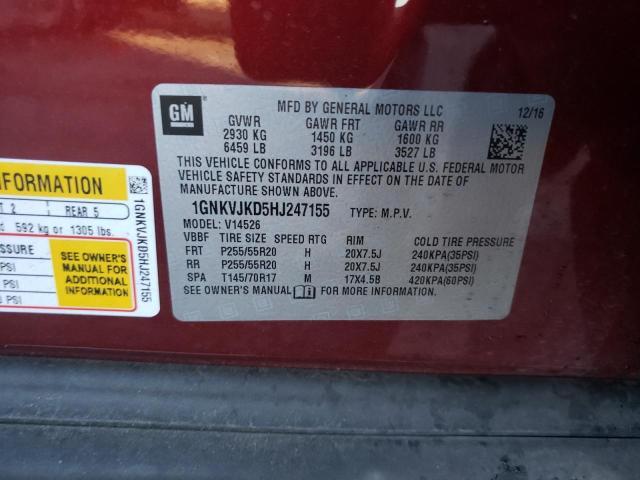 GM
MFD BY GENERAL MOTORS LLC
12/16
GVWR GAWR FRT GAWR RR
2930 KG 1450 KG 1600 KG
6459 LB 3196 LB 3527 LB
THIS VEHICLE CONFORMS TO ALL APPLICABLE U.S. FEDERAL MOTOR
VEHICLE SAFETY STANDARDS IN EFFECT ON THE DATE OF
MANUFACTURE SHOWN ABOVE.
1GNKVJKD5HJ247155 TYPE: M.P.V.
MODEL: V14526
VBBF TIRE SIZE SPEED RTG RIM COLD TIRE PRESSURE
FRT P255/55R20 H 20X7.5J 240KPA(35PSI)
RR P255/55R20 H 20X7.5J 240KPA(35PSI)
SPA T145/70R17 M 17X4.5B 420KPA(60PSI)
SEE OWNER'S MANUAL FOR MORE INFORMATION.
NFORMATION
2 REAR 5
592 kg or 1305 lbs.
SSURE
PSI
PSI
PSI
SEE OWNER'S
MANUAL FOR
ADDITIONAL
INFORMATION
1GNKVJKD5HJ247155